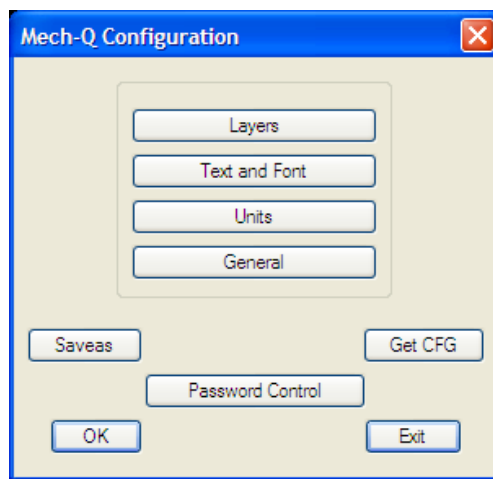 Mech-Q Configuration
Layers
Text and Font
Units
General
Saveas
Get CFG
Password Control
OK
Exit